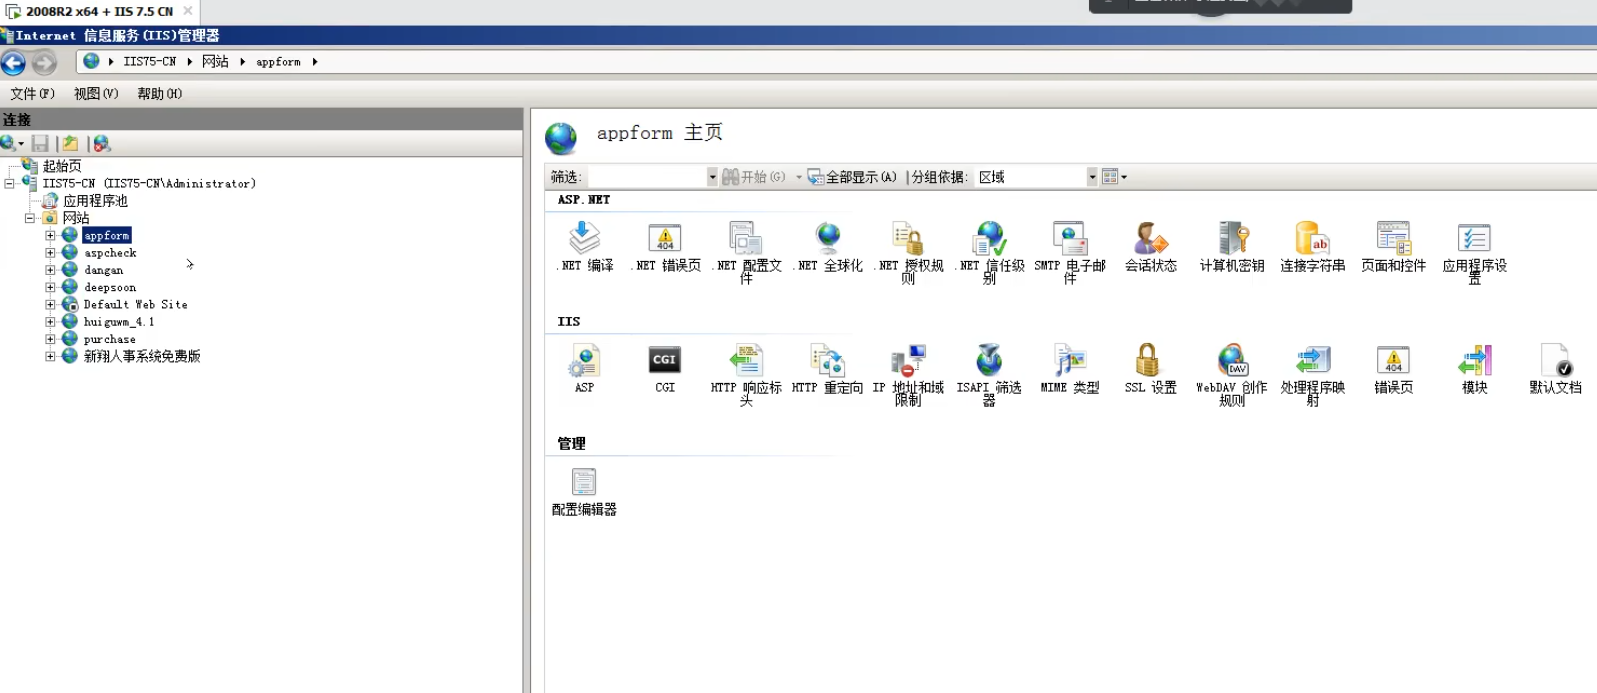 2008R2 x64 + IIS 7.5 CN
Internet 信息服务(IIS)管理器
IIS75-CN 网站 appform
文件(F) 视图(V) 帮助(H)
连接
起始页
IIS75-CN (IIS75-CN\Administrator)
应用程序池
网站
appform
aspcheck
dangan
deepsoon
Default Web Site
huiguwm_4.1
purchase
新翔人事系统免费版
appform 主页
筛选: 开始(G) 全部显示(A) 分组依据: 区域
ASP.NET
.NET 编译 .NET 错误页 .NET 配置文 .NET 全球化 .NET 授权规 .NET 信任级 SMTP 电子邮 会话状态 计算机密钥 连接字符串 页面和控件 应用程序设
件 则 别 件 置
IIS
ASP CGI HTTP 响应标 HTTP 重定向 IP 地址和域 ISAPI 筛选 MIME 类型 SSL 设置 WebDAV 创作 处理程序映 错误页 模块 默认文档
头 限制 器 规则 射
管理
配置编辑器